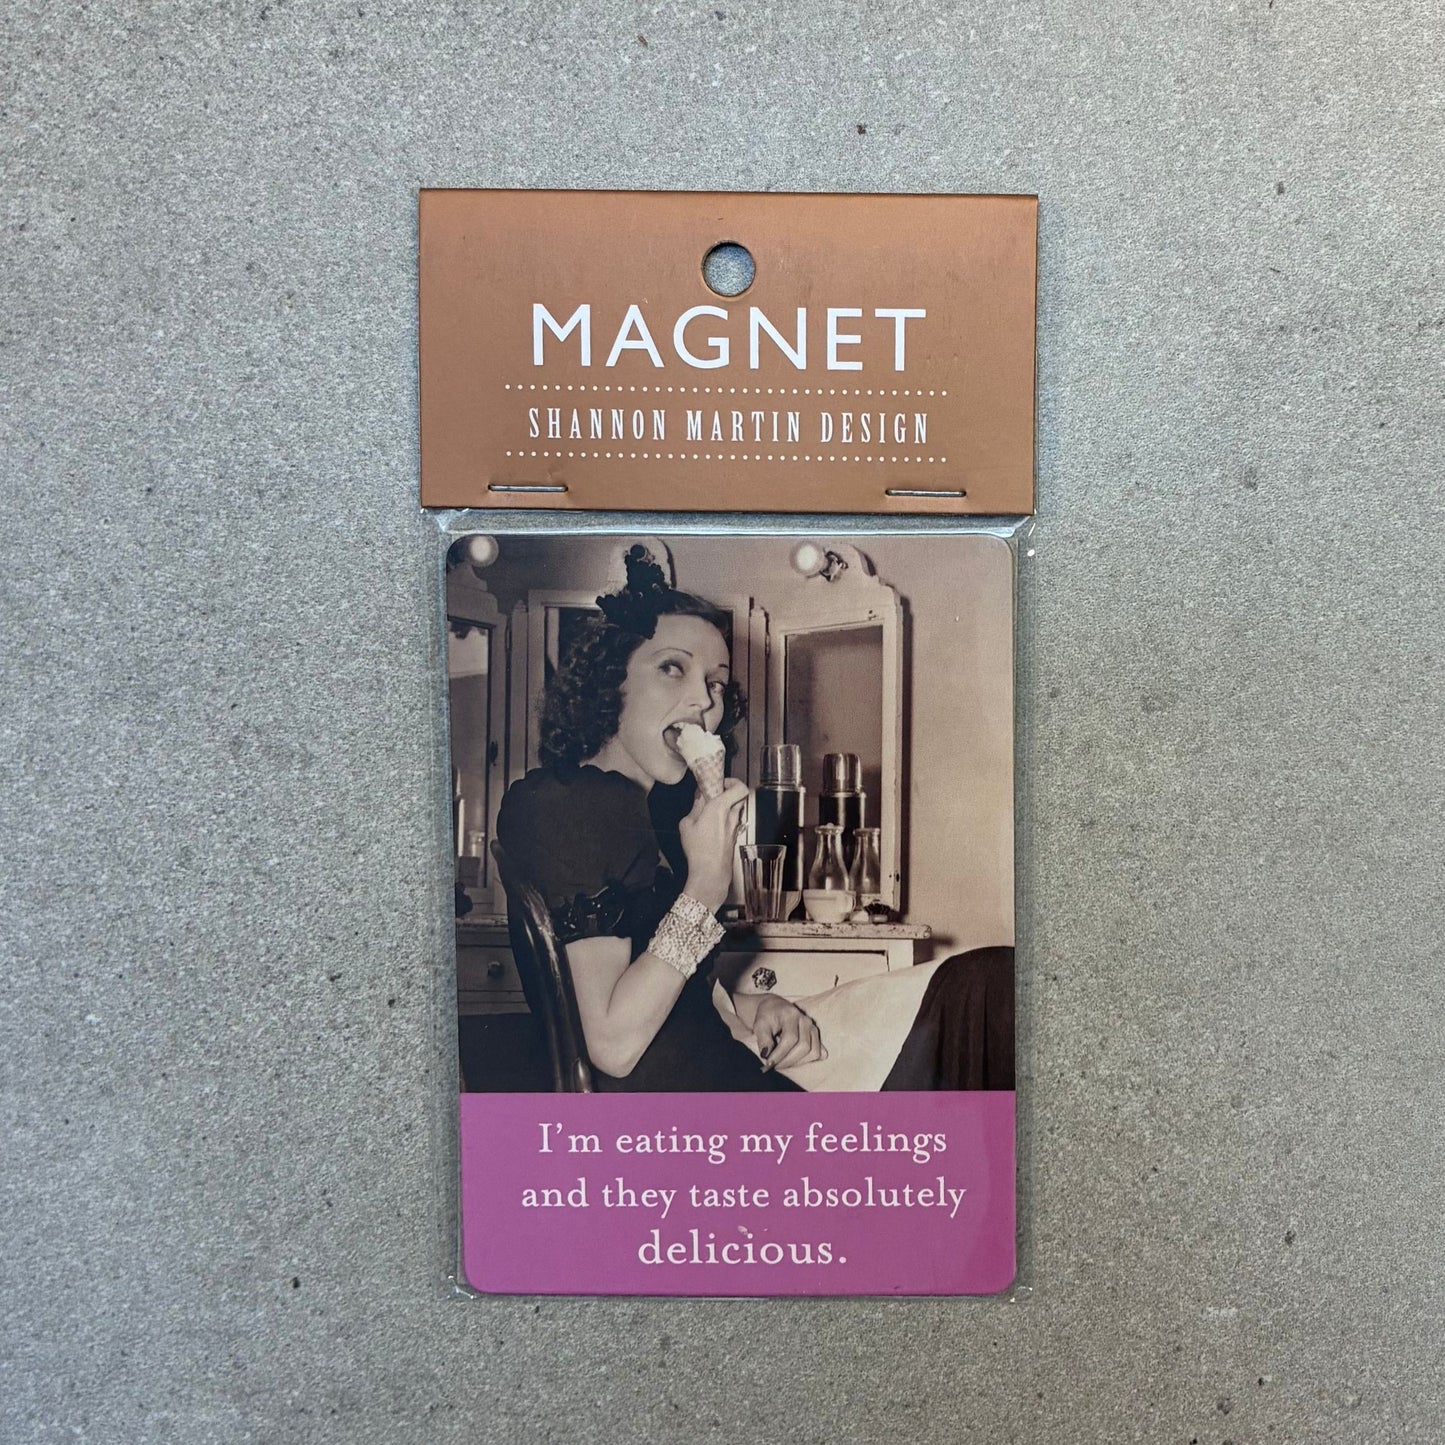 MAGNET
SHANNON MARTIN DESIGN
I'm eating my feelings
and they taste absolutely
delicious.